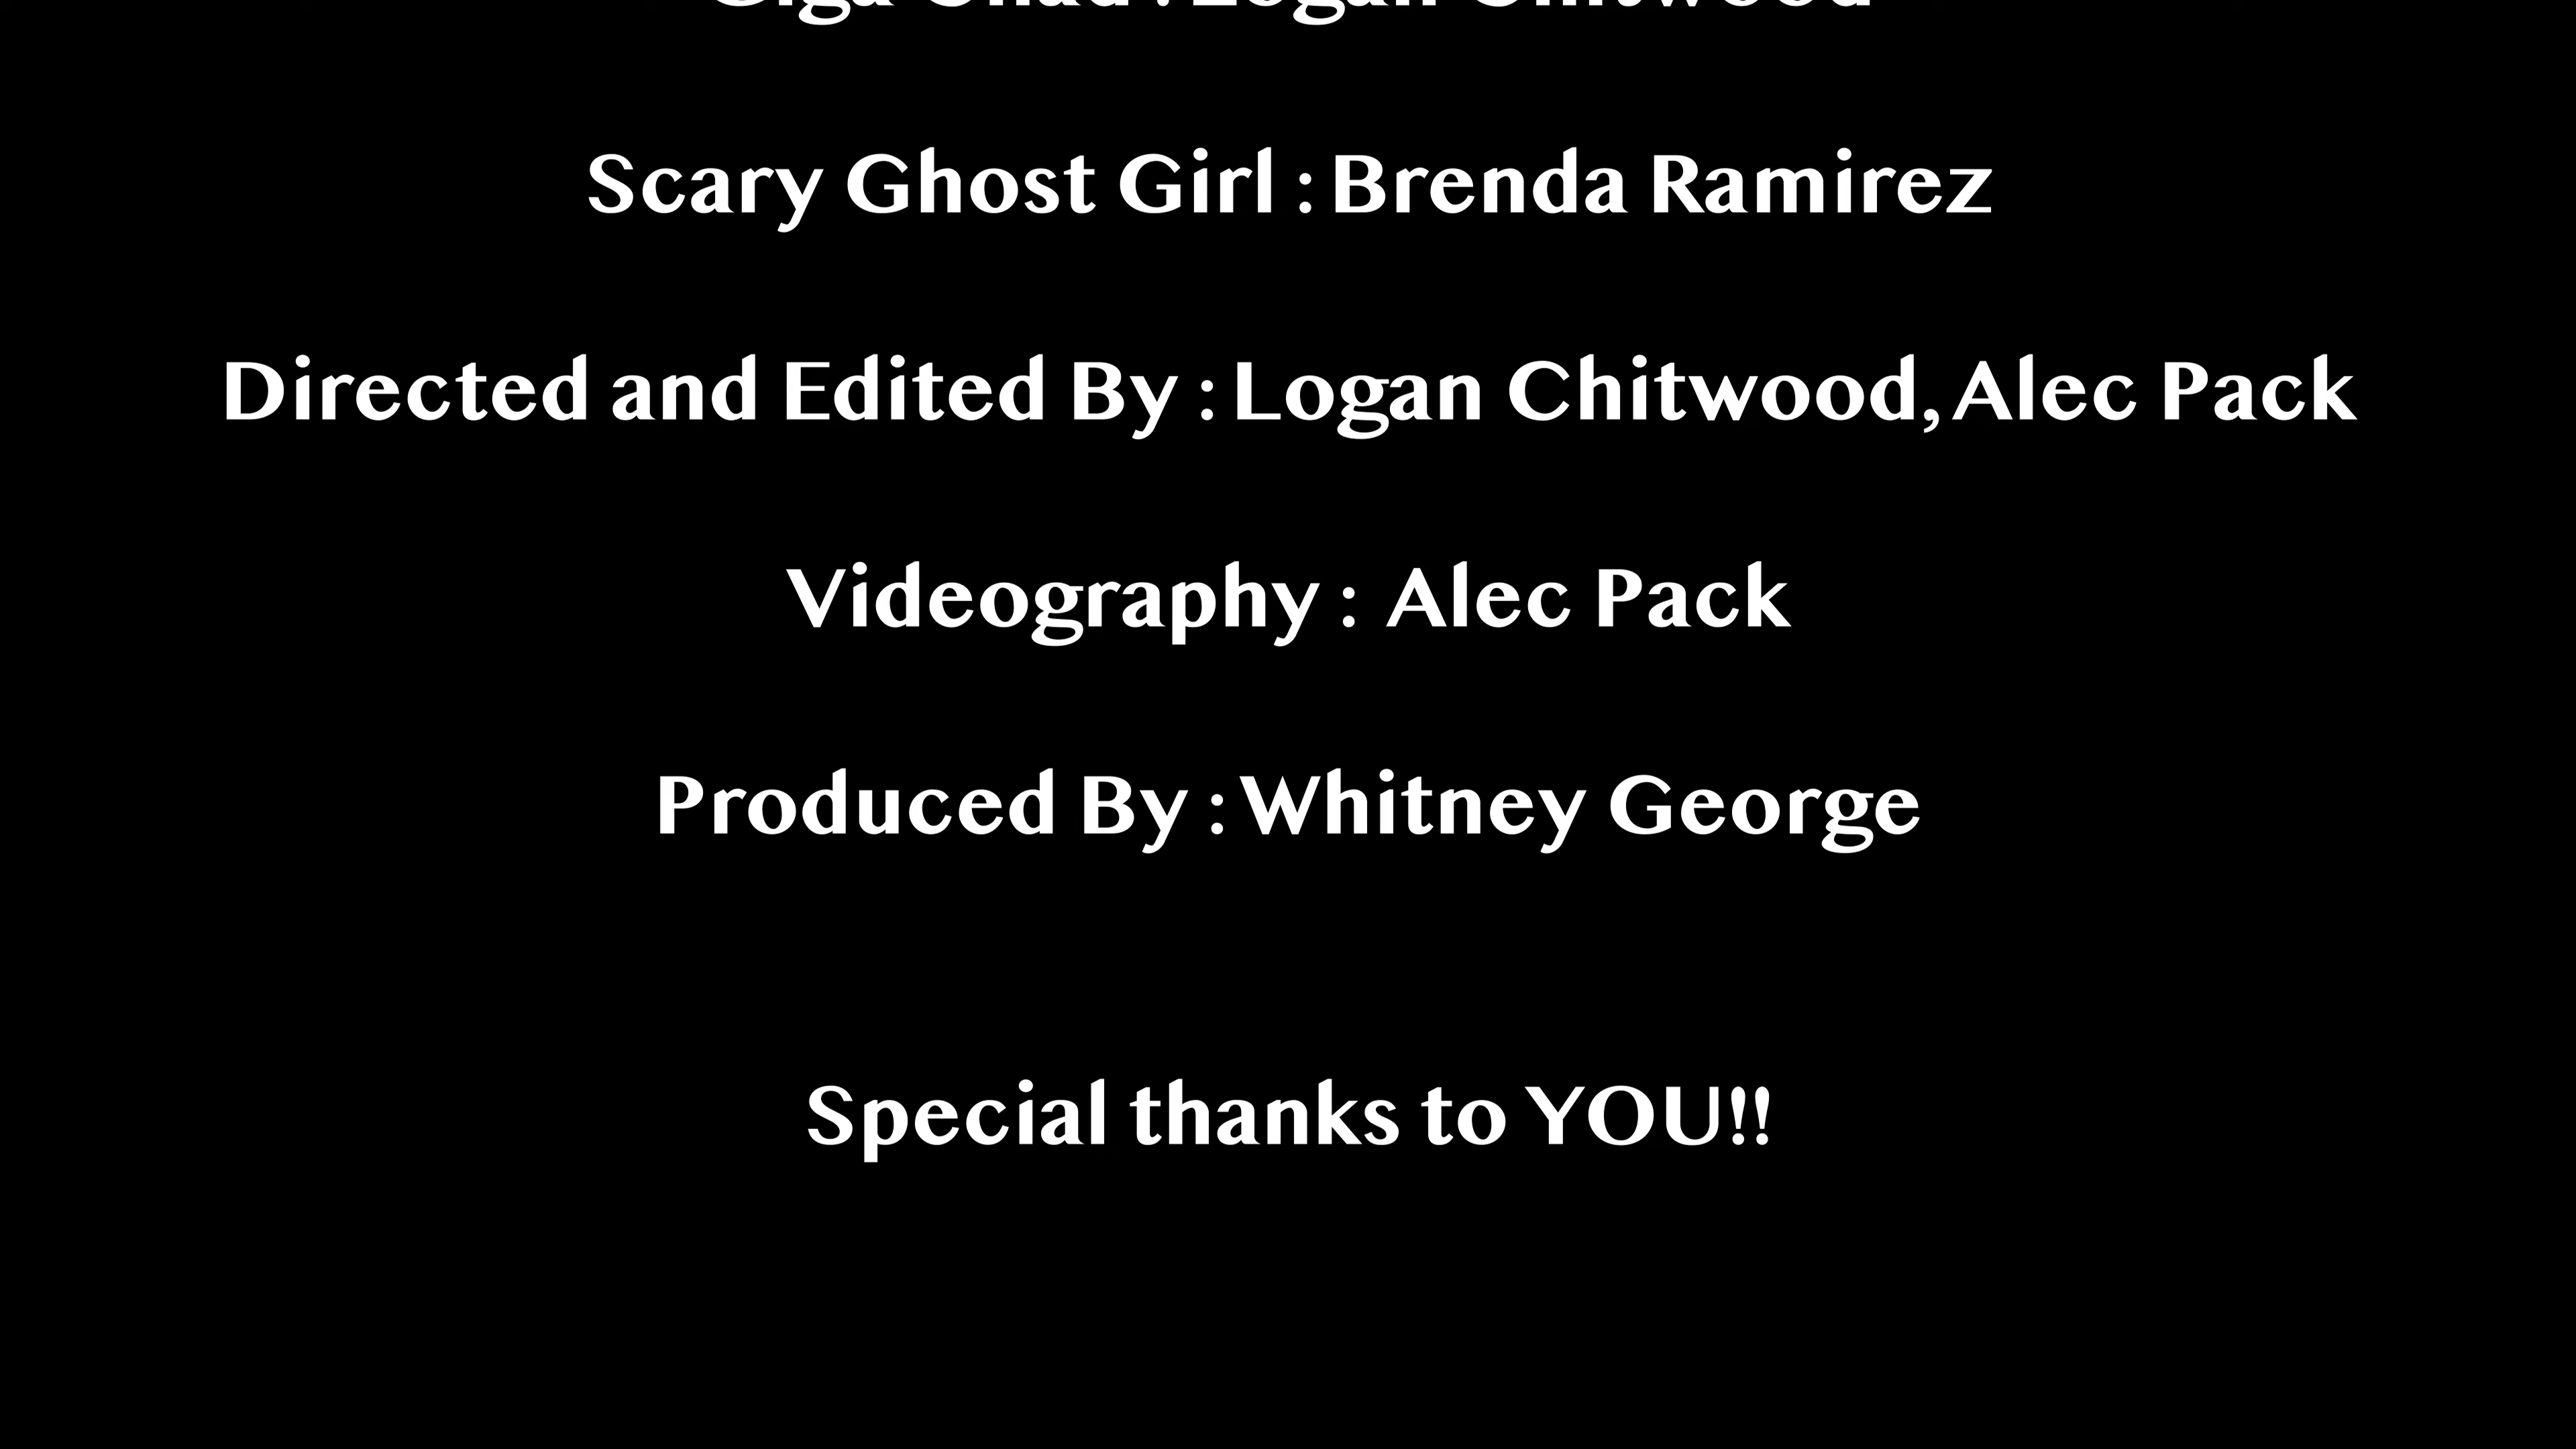 Giga Chad : Logan Chitwood
Scary Ghost Girl : Brenda Ramirez
Directed and Edited By : Logan Chitwood, Alec Pack
Videography : Alec Pack
Produced By : Whitney George
Special thanks to YOU!!